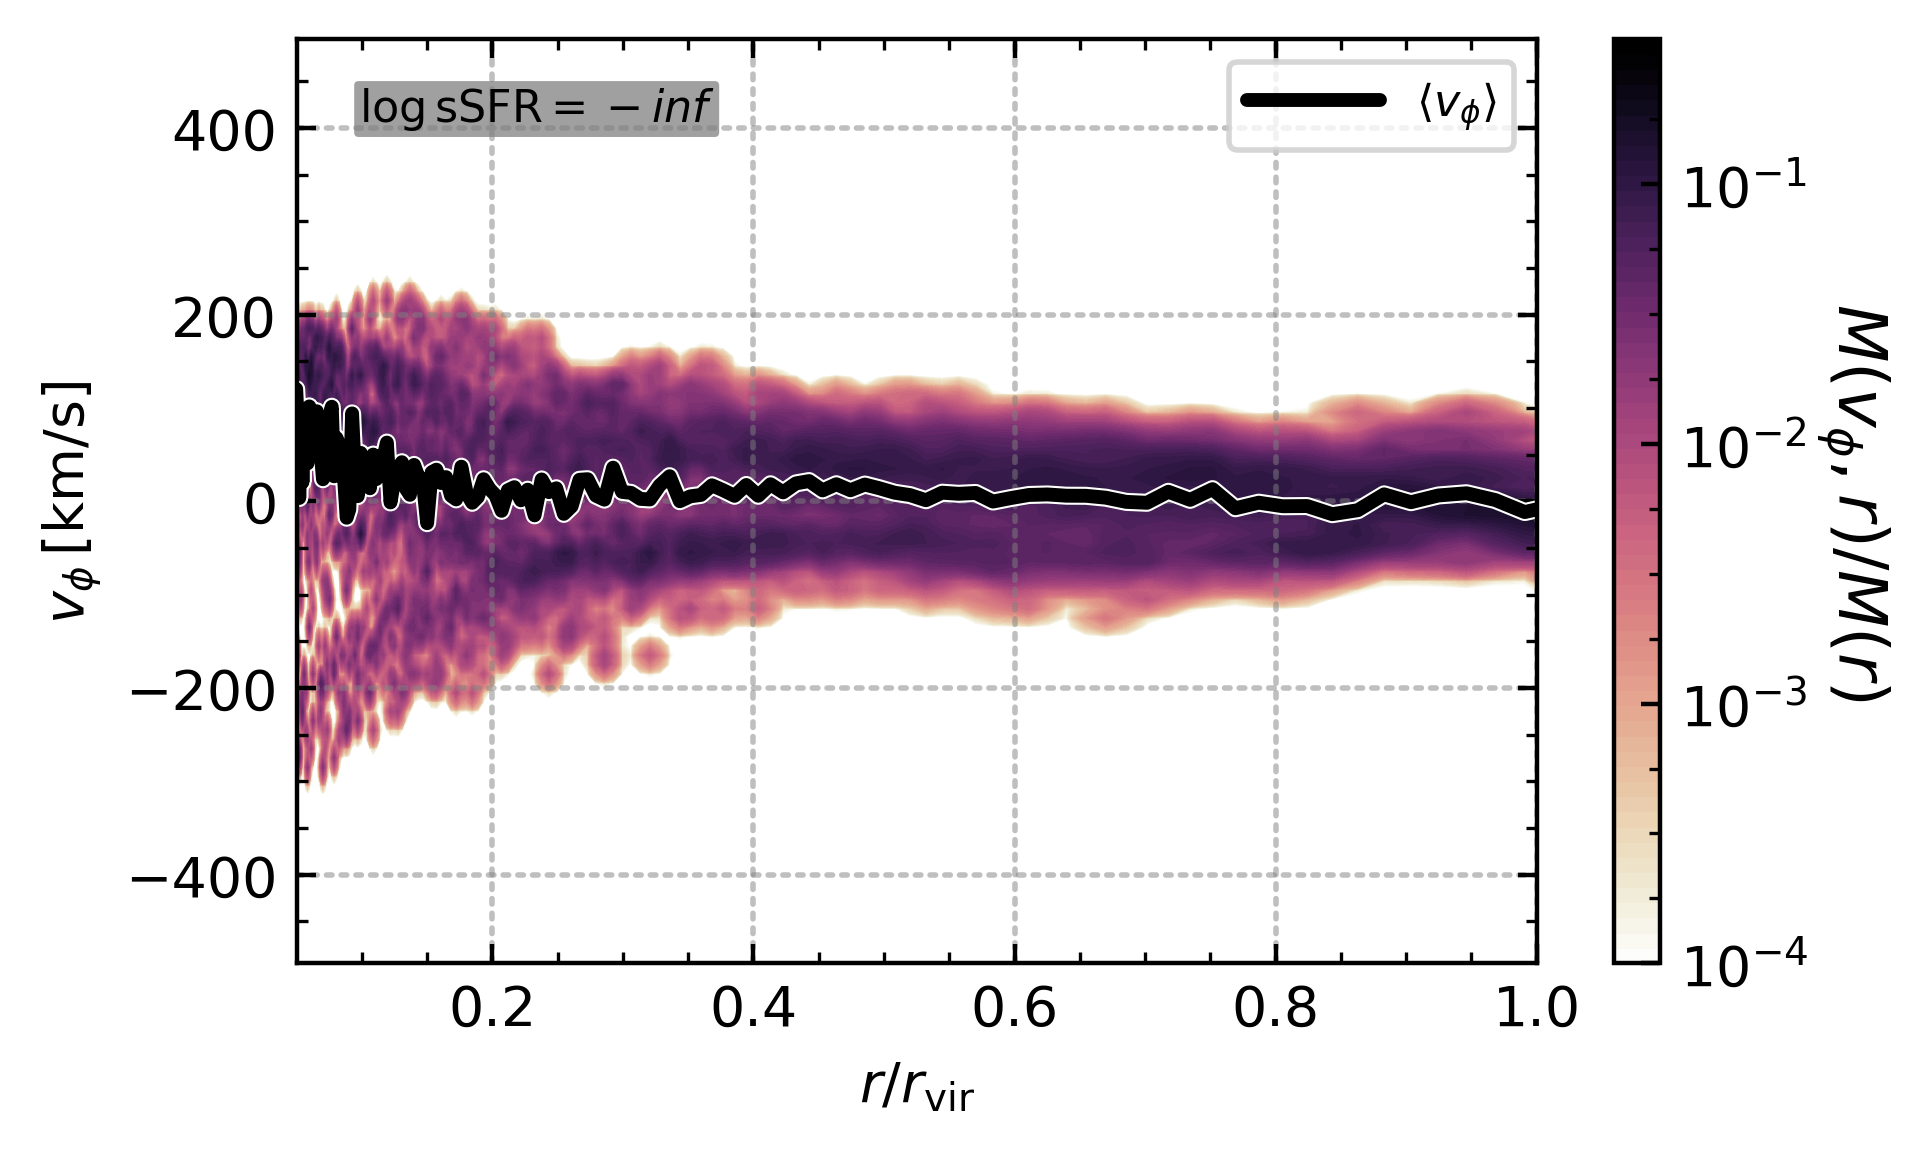 log sSFR = −inf
⟨v_ϕ⟩
400
200
0
−200
−400
v_ϕ [km/s]
0.2 0.4 0.6 0.8 1.0
r/r_vir
10^{−1}
10^{−2}
10^{−3}
10^{−4}
M(v_ϕ, r)/M(r)